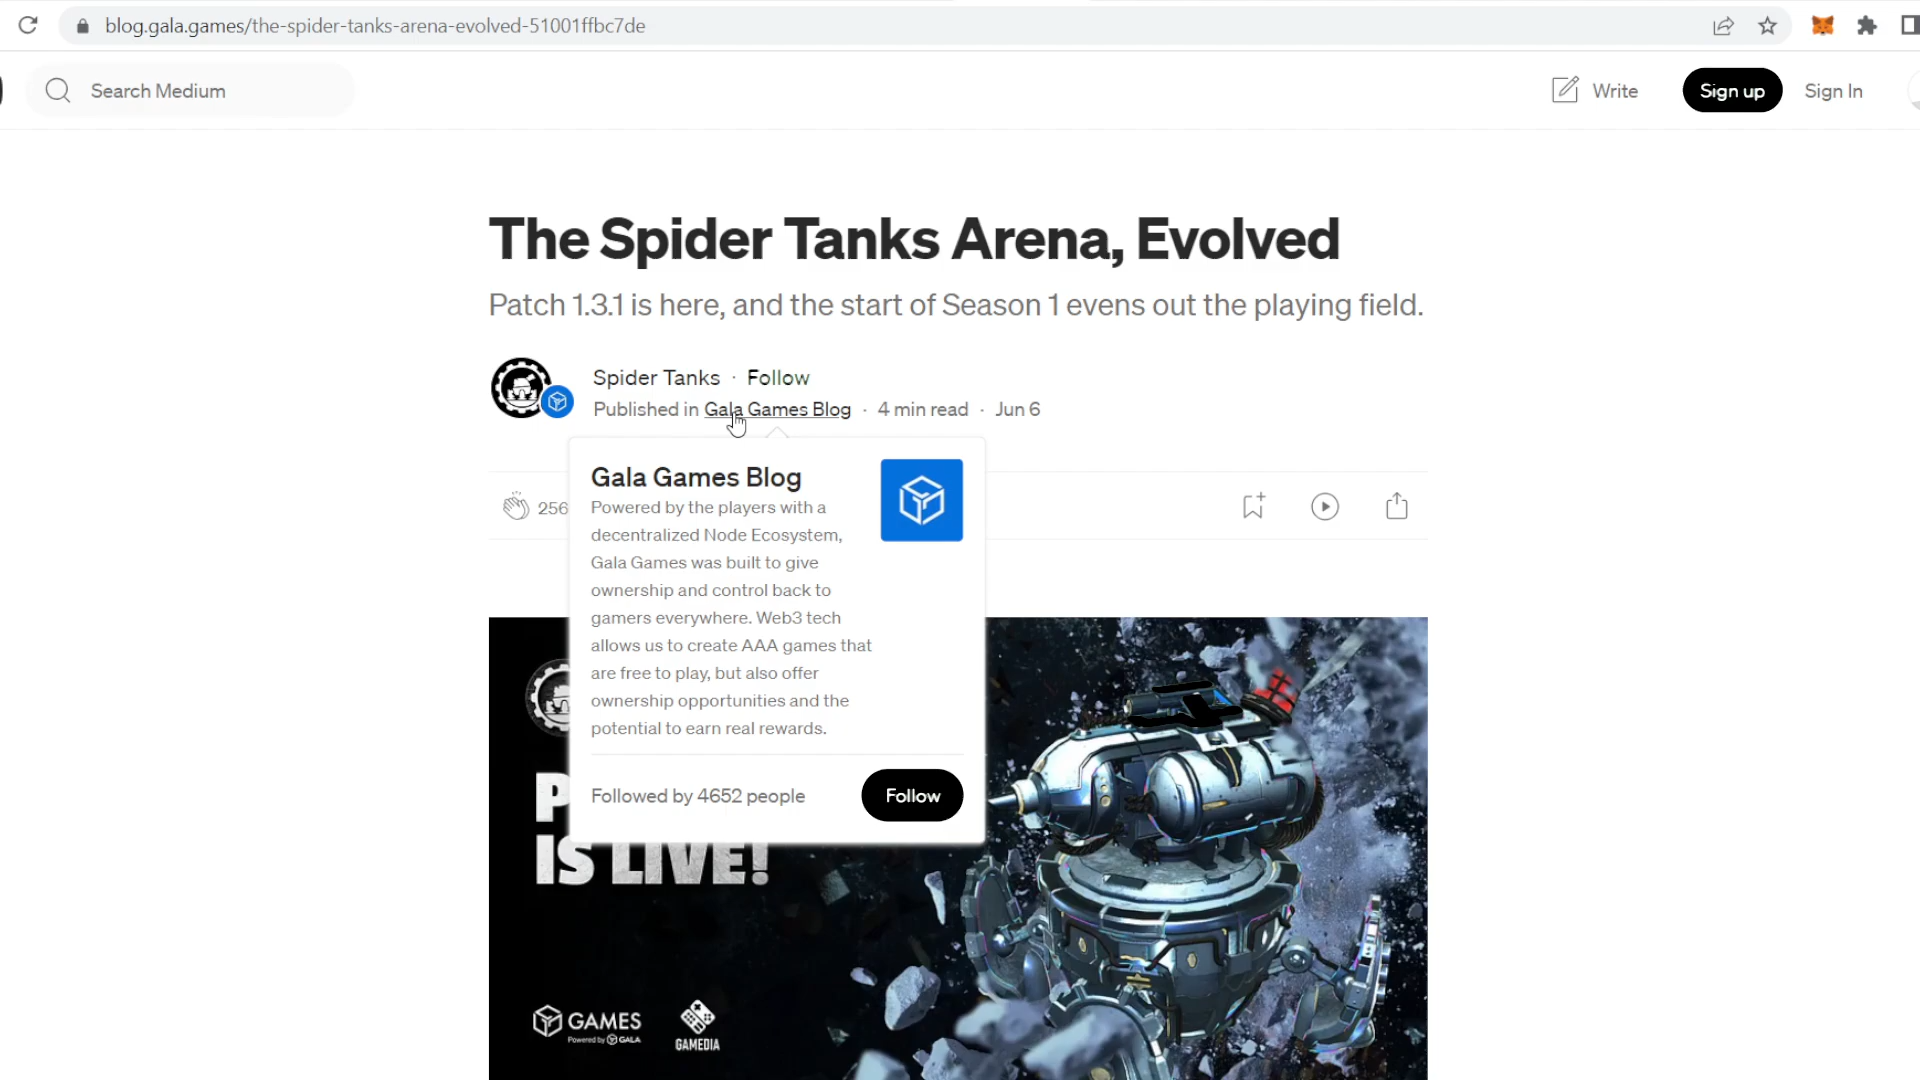 blog.gala.games/the-spider-tanks-arena-evolved-51001ffbc7de
Search Medium
Write
Sign up
Sign In
The Spider Tanks Arena, Evolved
Patch 1.3.1 is here, and the start of Season 1 evens out the playing field.
Spider Tanks · Follow
Published in Gala Games Blog · 4 min read · Jun 6
256
Gala Games Blog
Powered by the players with a
decentralized Node Ecosystem,
Gala Games was built to give
ownership and control back to
gamers everywhere. Web3 tech
allows us to create AAA games that
are free to play, but also offer
ownership opportunities and the
potential to earn real rewards.
Followed by 4652 people
Follow
IS LIVE!
GAMES
Powered by GALA
GAMEDIA